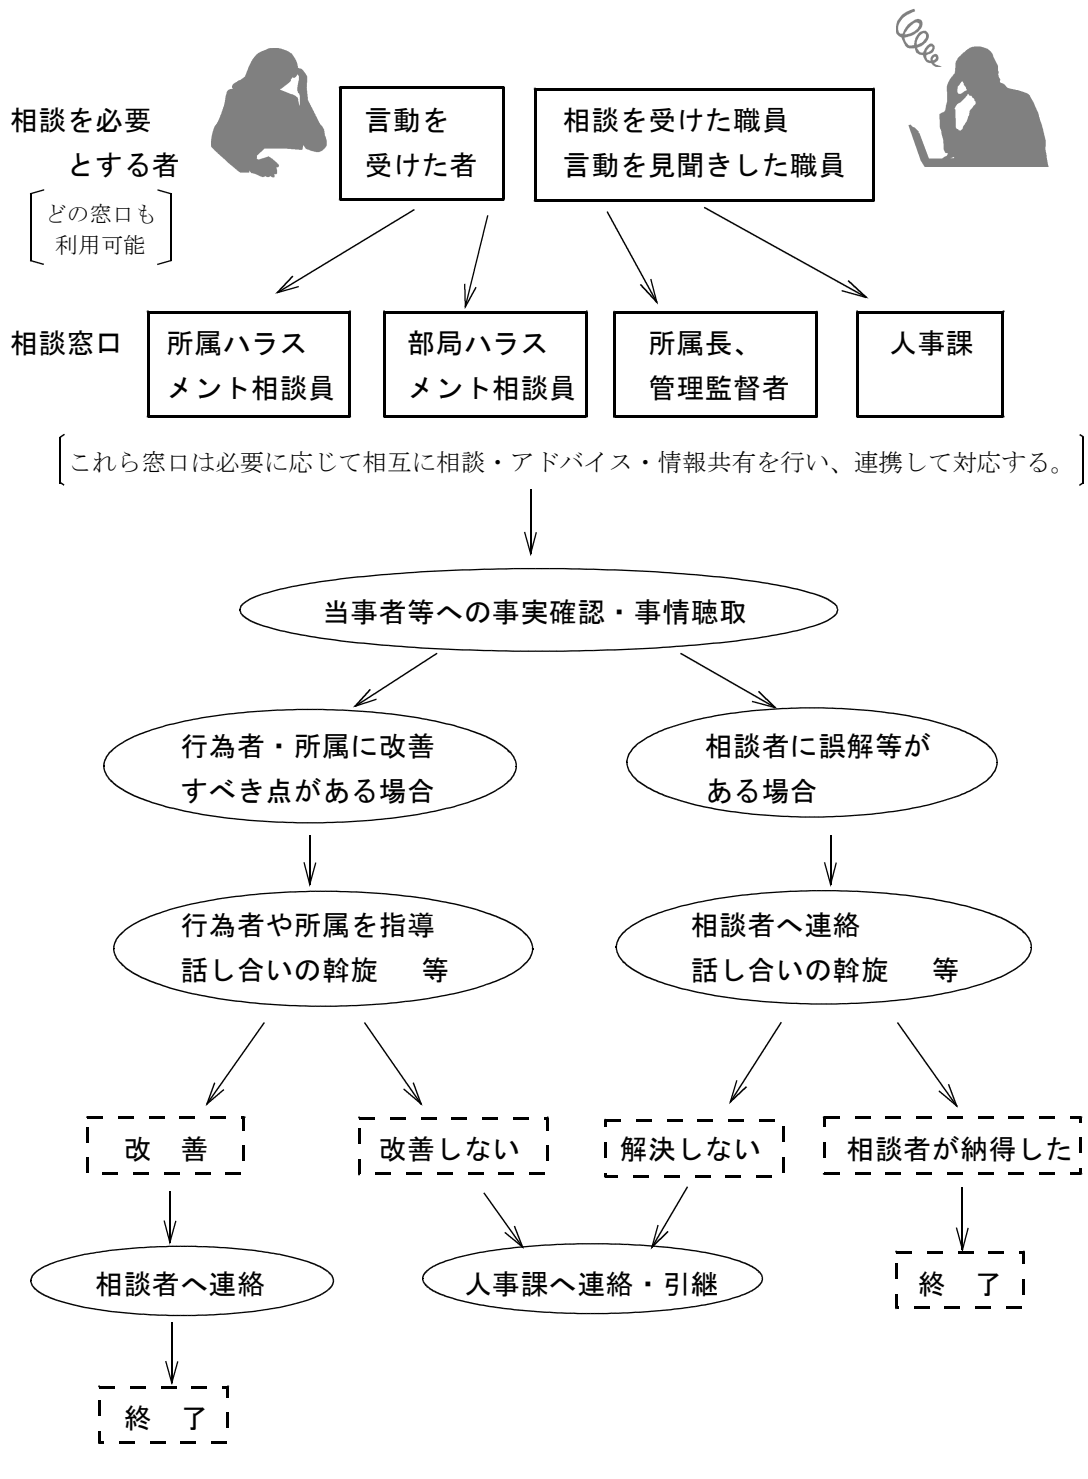 相談を必要
とする者
どの窓口も
利用可能
言動を
受けた者
相談を受けた職員
言動を見聞きした職員
相談窓口
所属ハラス
メント相談員
部局ハラス
メント相談員
所属長、
管理監督者
人事課
これら窓口は必要に応じて相互に相談・アドバイス・情報共有を行い、連携して対応する。
当事者等への事実確認・事情聴取
行為者・所属に改善
すべき点がある場合
相談者に誤解等が
ある場合
行為者や所属を指導
話し合いの斡旋　等
相談者へ連絡
話し合いの斡旋　等
改　善
改善しない
解決しない
相談者が納得した
相談者へ連絡
人事課へ連絡・引継
終　了
終　了